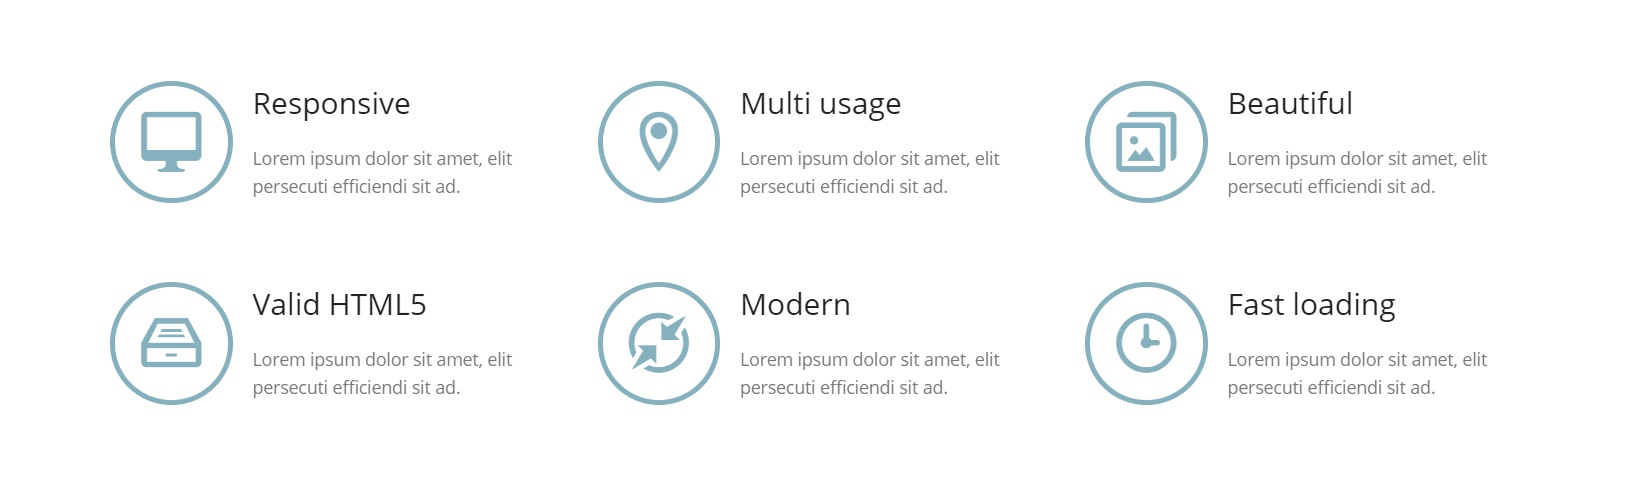 Responsive
Lorem ipsum dolor sit amet, elit
persecuti efficiendi sit ad.
Multi usage
Lorem ipsum dolor sit amet, elit
persecuti efficiendi sit ad.
Beautiful
Lorem ipsum dolor sit amet, elit
persecuti efficiendi sit ad.
Valid HTML5
Lorem ipsum dolor sit amet, elit
persecuti efficiendi sit ad.
Modern
Lorem ipsum dolor sit amet, elit
persecuti efficiendi sit ad.
Fast loading
Lorem ipsum dolor sit amet, elit
persecuti efficiendi sit ad.